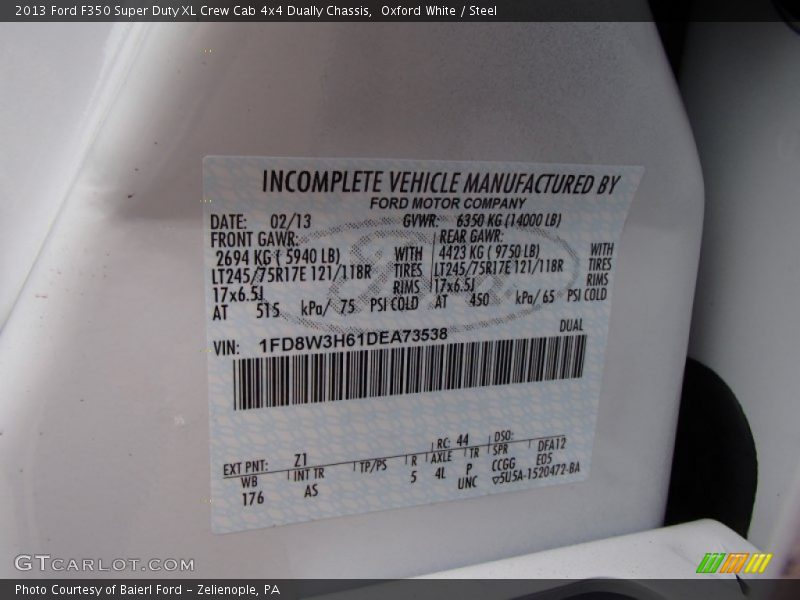 2013 Ford F350 Super Duty XL Crew Cab 4x4 Dually Chassis, Oxford White / Steel
INCOMPLETE VEHICLE MANUFACTURED BY
FORD MOTOR COMPANY
DATE: 02/13 GVWR: 6350 KG (14000 LB)
FRONT GAWR: REAR GAWR:
2694 KG ( 5940 LB) WITH 4423 KG ( 9750 LB) WITH
LT245/75R17E 121/118R TIRES LT245/75R17E 121/118R TIRES
17x6.5J RIMS 17x6.5J RIMS
AT 515 kPa/ 75 PSI COLD AT 450 kPa/ 65 PSI COLD
VIN: 1FD8W3H61DEA73538 DUAL
EXT PNT: Z1 RC: 44 DSO:
WB INT TR TP/PS R AXLE TR SPR DFA12
176 AS 5 4L P CCGG E05
UNC ▽5U5A-1520472-BA
GTCARLOT.COM
Photo Courtesy of Baierl Ford - Zelienople, PA